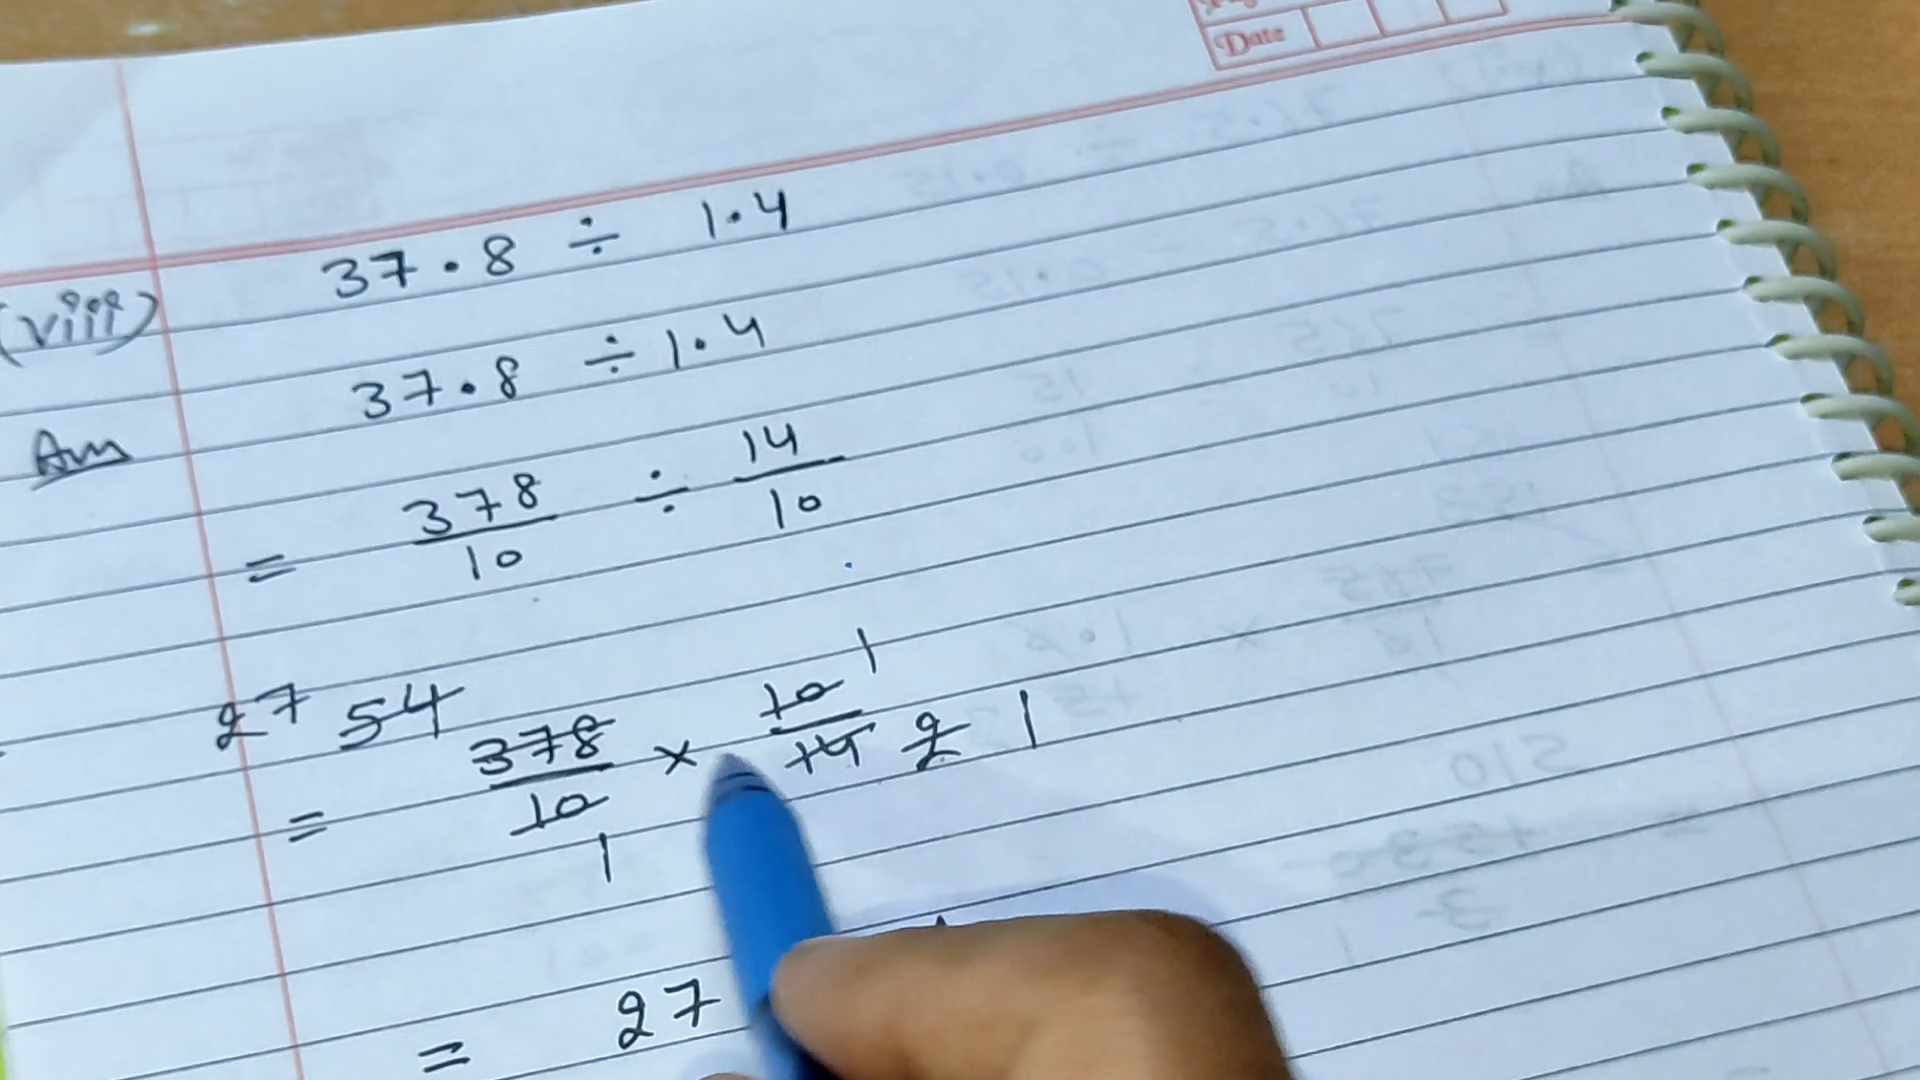 Date
(viii) 37.8 ÷ 1.4
Ans 37.8 ÷ 1.4
= 378/10 ÷ 14/10
= 27 54 378/10 1 × 10/14 1 2 1
= 27